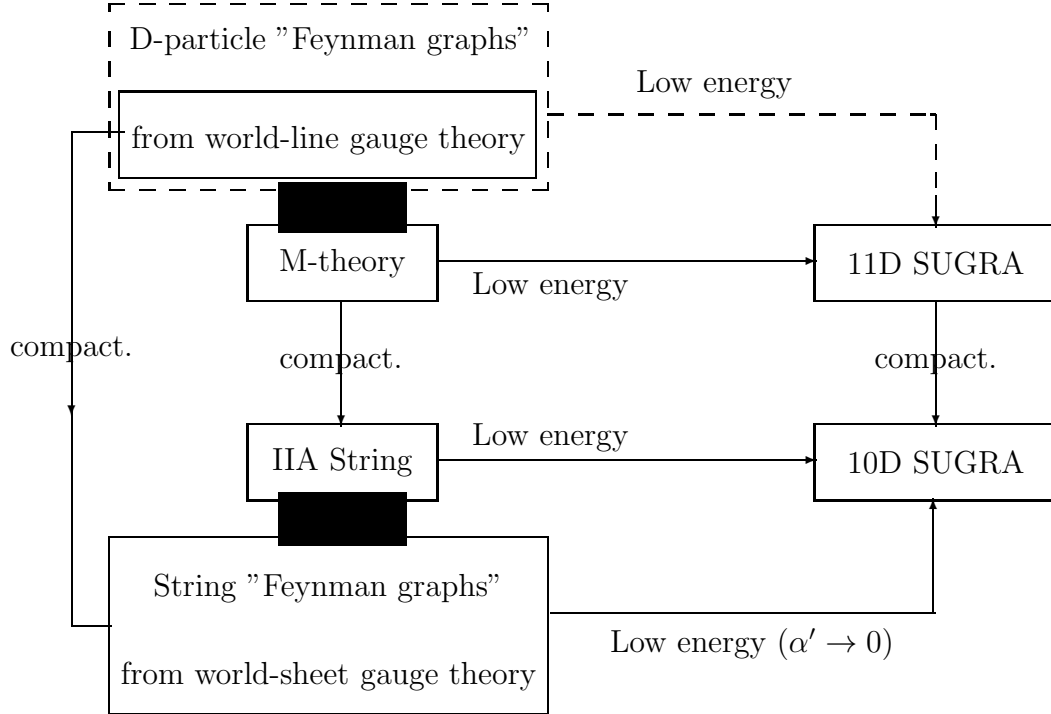 D-particle ”Feynman graphs”
Low energy
from world-line gauge theory
M-theory
11D SUGRA
Low energy
compact.
compact.
compact.
Low energy
IIA String
10D SUGRA
String ”Feynman graphs”
Low energy (α′ → 0)
from world-sheet gauge theory